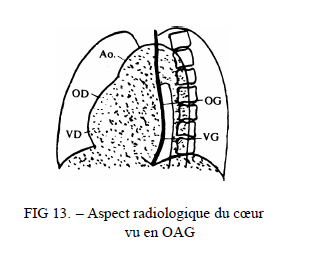 Ao.
OD
OG
VD
VG
FIG 13. – Aspect radiologique du cœur
vu en OAG